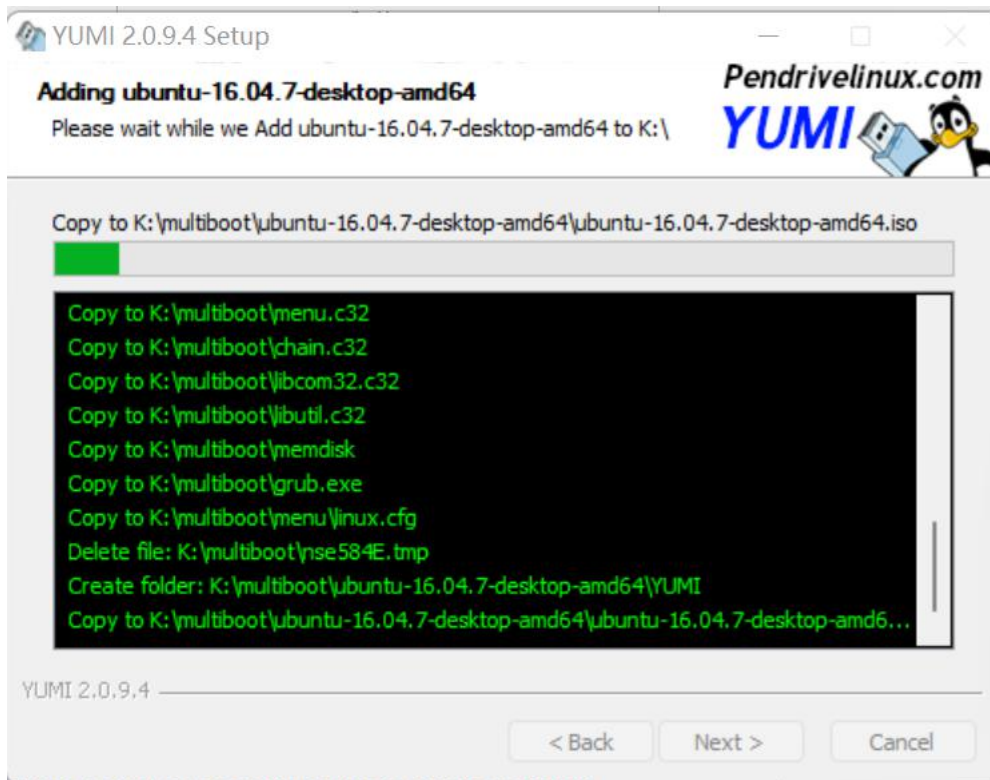 YUMI 2.0.9.4 Setup
Adding ubuntu-16.04.7-desktop-amd64
Please wait while we Add ubuntu-16.04.7-desktop-amd64 to K:\
Pendrivelinux.com
YUMI
Copy to K:\multiboot\ubuntu-16.04.7-desktop-amd64\ubuntu-16.04.7-desktop-amd64.iso
Copy to K:\multiboot\menu.c32
Copy to K:\multiboot\chain.c32
Copy to K:\multiboot\libcom32.c32
Copy to K:\multiboot\libutil.c32
Copy to K:\multiboot\memdisk
Copy to K:\multiboot\grub.exe
Copy to K:\multiboot\menu\linux.cfg
Delete file: K:\multiboot\nse584E.tmp
Create folder: K:\multiboot\ubuntu-16.04.7-desktop-amd64\YUMI
Copy to K:\multiboot\ubuntu-16.04.7-desktop-amd64\ubuntu-16.04.7-desktop-amd6...
YUMI 2.0.9.4
< Back
Next >
Cancel